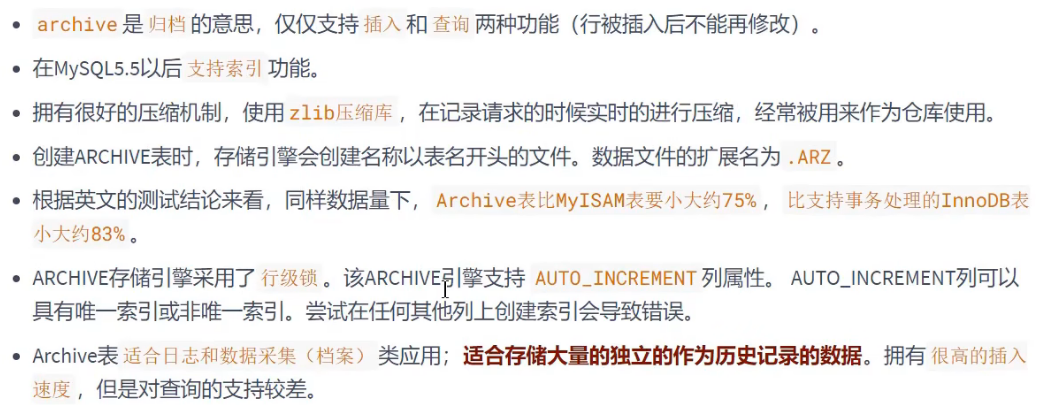 • archive 是 归档 的意思，仅仅支持 插入 和 查询 两种功能（行被插入后不能再修改）。
• 在MySQL5.5以后 支持索引 功能。
• 拥有很好的压缩机制，使用 zlib压缩库 ，在记录请求的时候实时的进行压缩，经常被用来作为仓库使用。
• 创建ARCHIVE表时，存储引擎会创建名称以表名开头的文件。数据文件的扩展名为 .ARZ 。
• 根据英文的测试结论来看，同样数据量下， Archive表比MyISAM表要小大约75% ， 比支持事务处理的InnoDB表
小大约83% 。
• ARCHIVE存储引擎采用了 行级锁 。该ARCHIVE引擎支持 AUTO_INCREMENT 列属性。 AUTO_INCREMENT列可以
具有唯一索引或非唯一索引。尝试在任何其他列上创建索引会导致错误。
• Archive表 适合日志和数据采集（档案） 类应用；适合存储大量的独立的作为历史记录的数据。拥有 很高的插入
速度 ，但是对查询的支持较差。